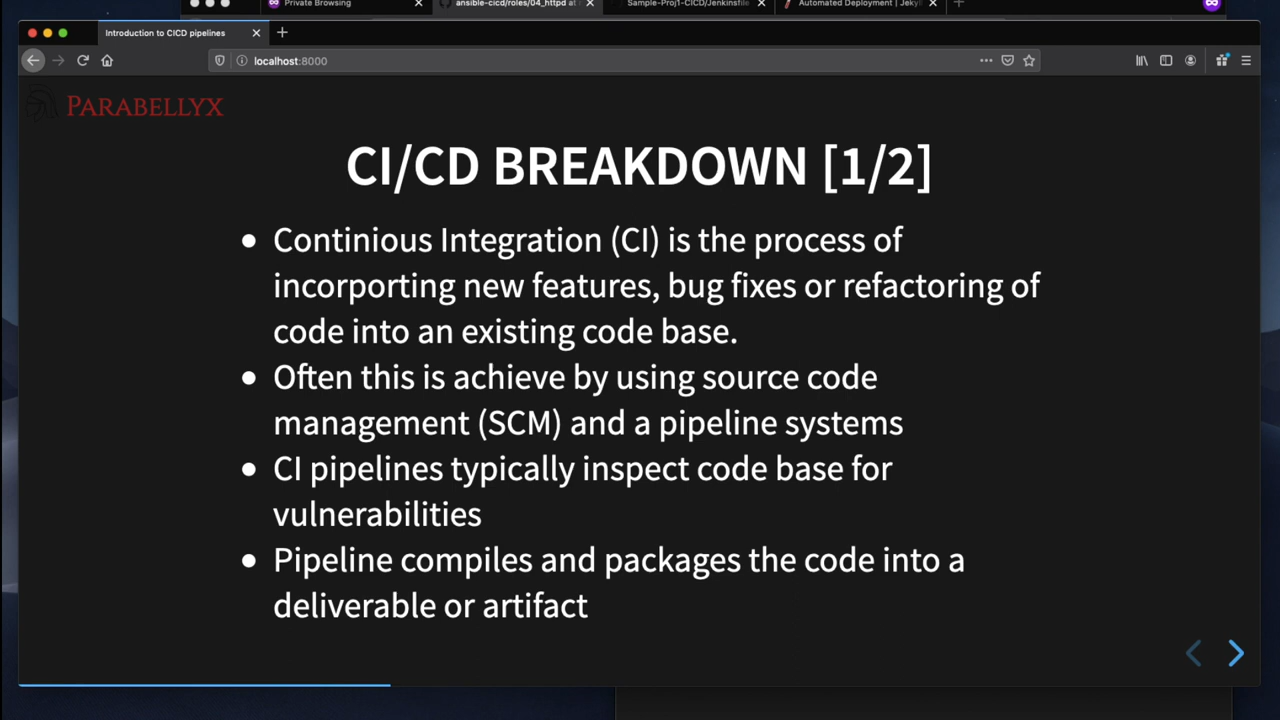 Private Browsing
ansible-cicd/roles/04_httpd at
Sample-Proj1-CICD/Jenkinsfile
Automated Deployment | Jekyl
Introduction to CICD pipelines
localhost:8000
PARABELLYX
CI/CD BREAKDOWN [1/2]
Continious Integration (CI) is the process of
incorporting new features, bug fixes or refactoring of
code into an existing code base.
Often this is achieve by using source code
management (SCM) and a pipeline systems
CI pipelines typically inspect code base for
vulnerabilities
Pipeline compiles and packages the code into a
deliverable or artifact